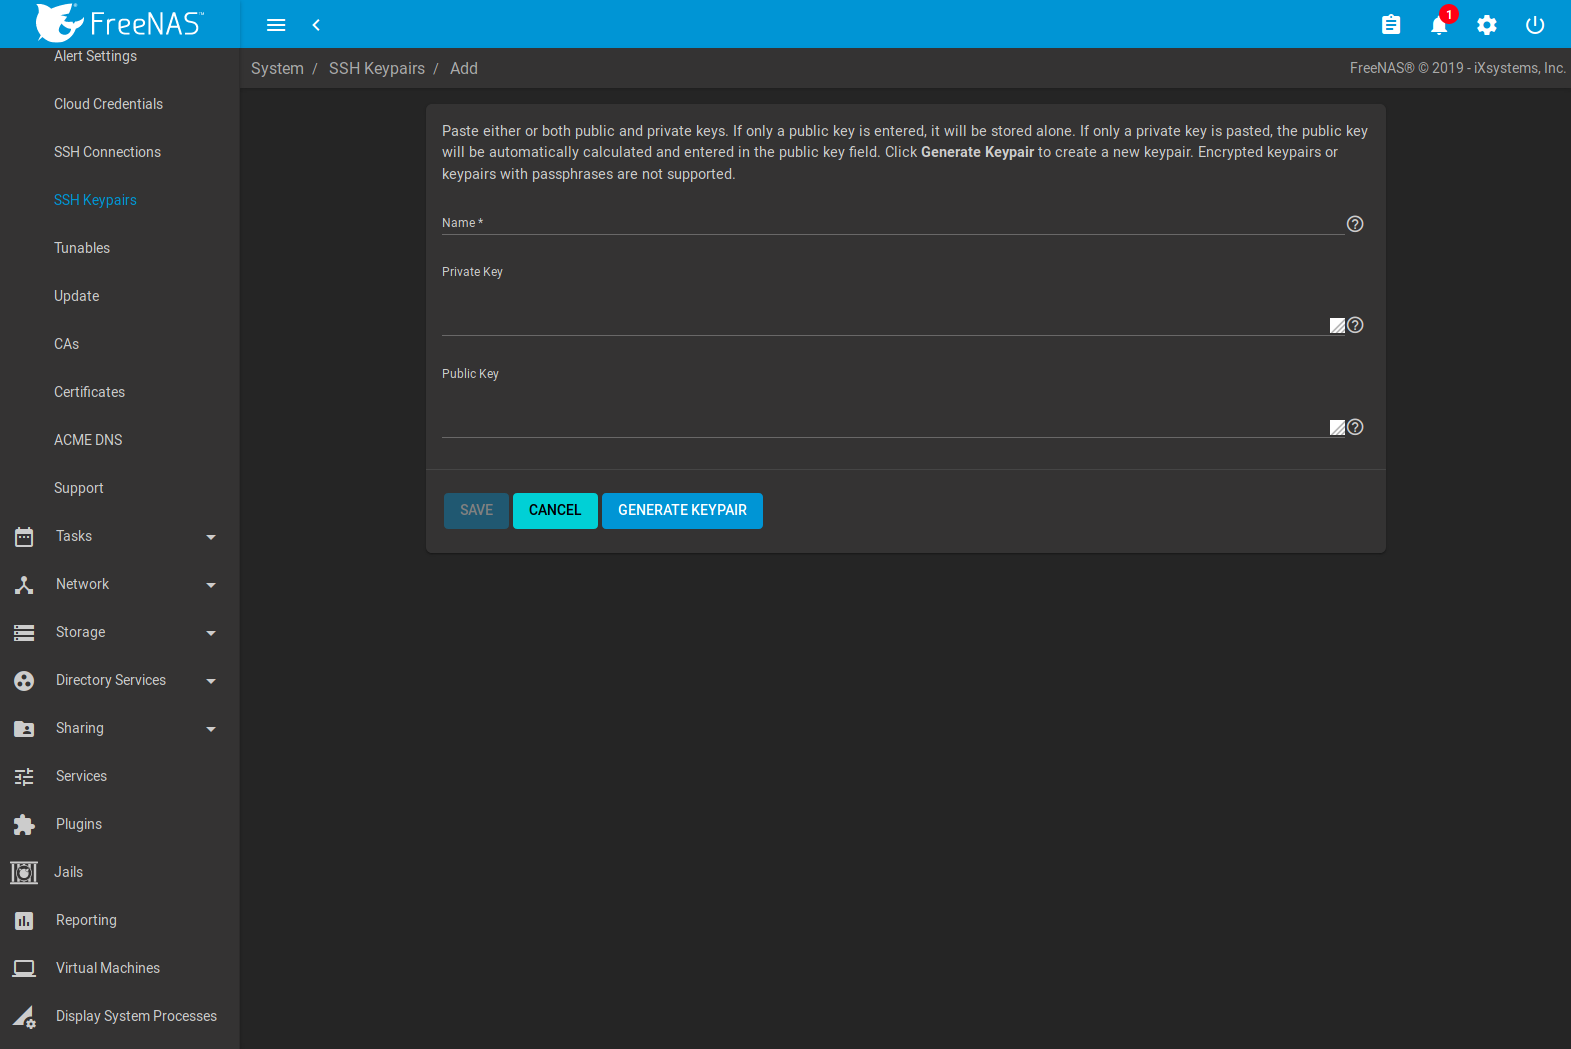 FreeNAS™
1
System / SSH Keypairs / Add
FreeNAS® © 2019 - iXsystems, Inc.
Alert Settings
Cloud Credentials
SSH Connections
SSH Keypairs
Tunables
Update
CAs
Certificates
ACME DNS
Support
Tasks
Network
Storage
Directory Services
Sharing
Services
Plugins
Jails
Reporting
Virtual Machines
Display System Processes
Paste either or both public and private keys. If only a public key is entered, it will be stored alone. If only a private key is pasted, the public key
will be automatically calculated and entered in the public key field. Click Generate Keypair to create a new keypair. Encrypted keypairs or
keypairs with passphrases are not supported.
Name *
Private Key
Public Key
SAVE CANCEL GENERATE KEYPAIR